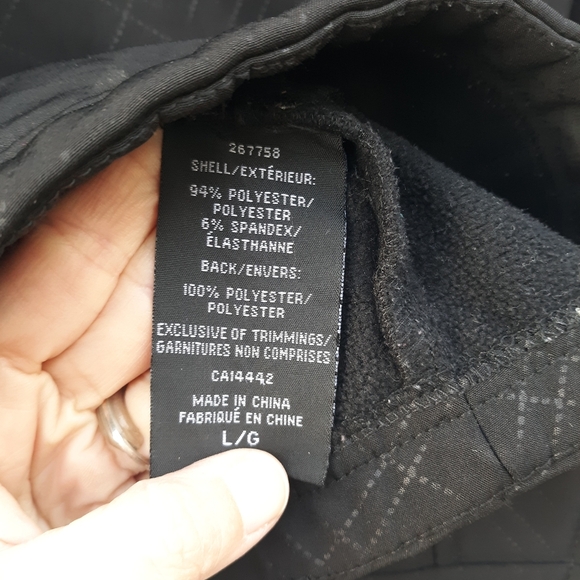 267758
SHELL/EXTÉRIEUR:
94% POLYESTER/
POLYESTER
6% SPANDEX/
ÉLASTHANNE
BACK/ENVERS:
100% POLYESTER/
POLYESTER
EXCLUSIVE OF TRIMMINGS/
GARNITURES NON COMPRISES
CA14442
MADE IN CHINA
FABRIQUÉ EN CHINE
L/G